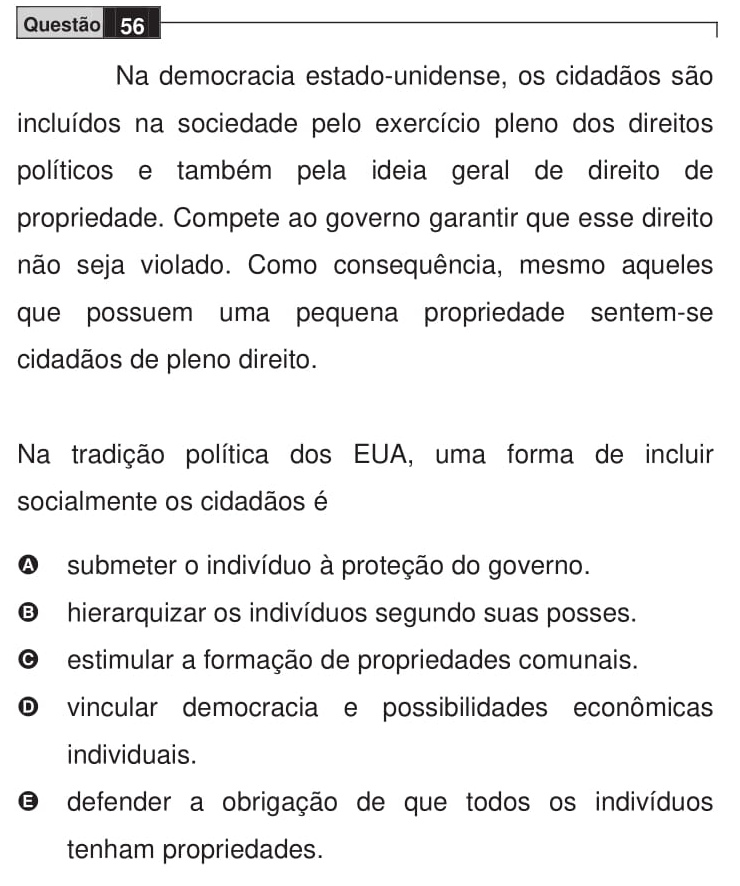 Questão 56
Na democracia estado-unidense, os cidadãos são
incluídos na sociedade pelo exercício pleno dos direitos
políticos e também pela ideia geral de direito de
propriedade. Compete ao governo garantir que esse direito
não seja violado. Como consequência, mesmo aqueles
que possuem uma pequena propriedade sentem-se
cidadãos de pleno direito.
Na tradição política dos EUA, uma forma de incluir
socialmente os cidadãos é
A submeter o indivíduo à proteção do governo.
B hierarquizar os indivíduos segundo suas posses.
C estimular a formação de propriedades comunais.
D vincular democracia e possibilidades econômicas
individuais.
E defender a obrigação de que todos os indivíduos
tenham propriedades.